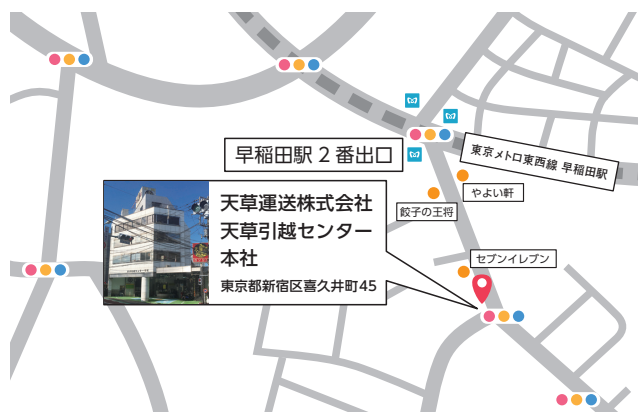 早稲田駅 2 番出口
東京メトロ東西線 早稲田駅
やよい軒
餃子の王将
天草運送株式会社
天草引越センター
本社
東京都新宿区喜久井町45
セブンイレブン